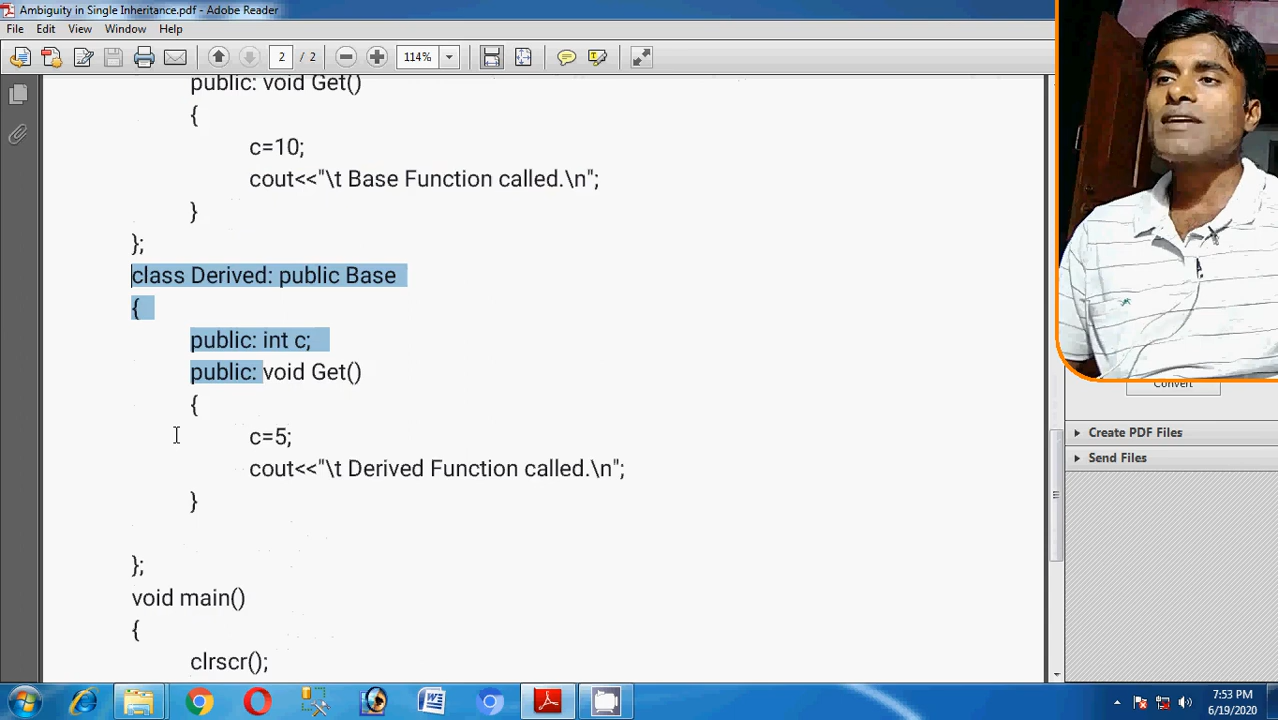 Ambiguity in Single Inheritance.pdf - Adobe Reader
File Edit View Window Help
2 / 2 114%
public: void Get()
{
c=10;
cout<<"\t Base Function called.\n";
}
};
class Derived: public Base
{
public: int c;
public: void Get()
{
c=5;
cout<<"\t Derived Function called.\n";
}
};
void main()
{
clrscr();
Convert
Create PDF Files
Send Files
7:53 PM
6/19/2020